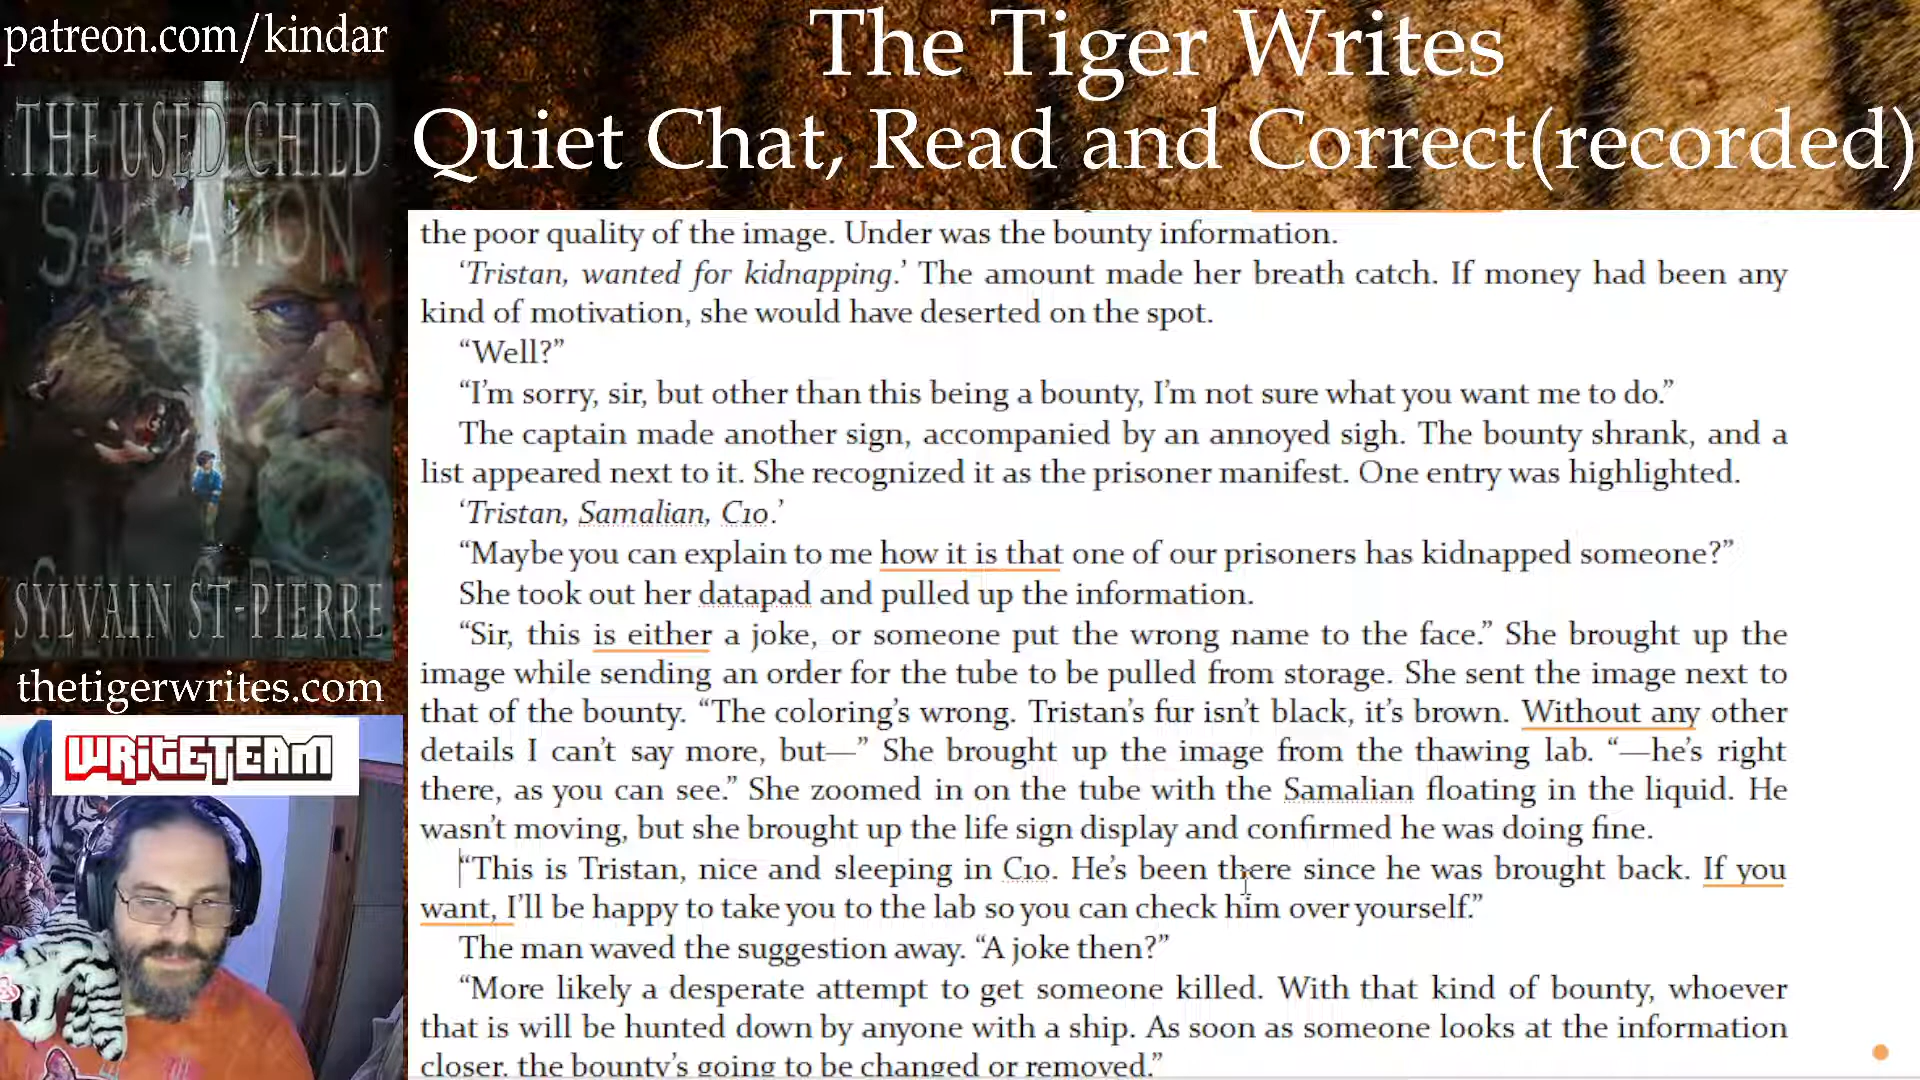 patreon.com/kindar
THE USED CHILD
SALVATION
SYLVAIN ST-PIERRE
thetigerwrites.com
WRITETEAM
The Tiger Writes
Quiet Chat, Read and Correct(recorded)
the poor quality of the image. Under was the bounty information.
‘Tristan, wanted for kidnapping.’ The amount made her breath catch. If money had been any
kind of motivation, she would have deserted on the spot.
“Well?”
“I’m sorry, sir, but other than this being a bounty, I’m not sure what you want me to do.”
The captain made another sign, accompanied by an annoyed sigh. The bounty shrank, and a
list appeared next to it. She recognized it as the prisoner manifest. One entry was highlighted.
‘Tristan, Samalian, C10.’
“Maybe you can explain to me how it is that one of our prisoners has kidnapped someone?”
She took out her datapad and pulled up the information.
“Sir, this is either a joke, or someone put the wrong name to the face.” She brought up the
image while sending an order for the tube to be pulled from storage. She sent the image next to
that of the bounty. “The coloring’s wrong. Tristan’s fur isn’t black, it’s brown. Without any other
details I can’t say more, but—” She brought up the image from the thawing lab. “—he’s right
there, as you can see.” She zoomed in on the tube with the Samalian floating in the liquid. He
wasn’t moving, but she brought up the life sign display and confirmed he was doing fine.
“This is Tristan, nice and sleeping in C10. He’s been there since he was brought back. If you
want, I’ll be happy to take you to the lab so you can check him over yourself.”
The man waved the suggestion away. “A joke then?”
“More likely a desperate attempt to get someone killed. With that kind of bounty, whoever
that is will be hunted down by anyone with a ship. As soon as someone looks at the information
closer, the bounty’s going to be changed or removed.”